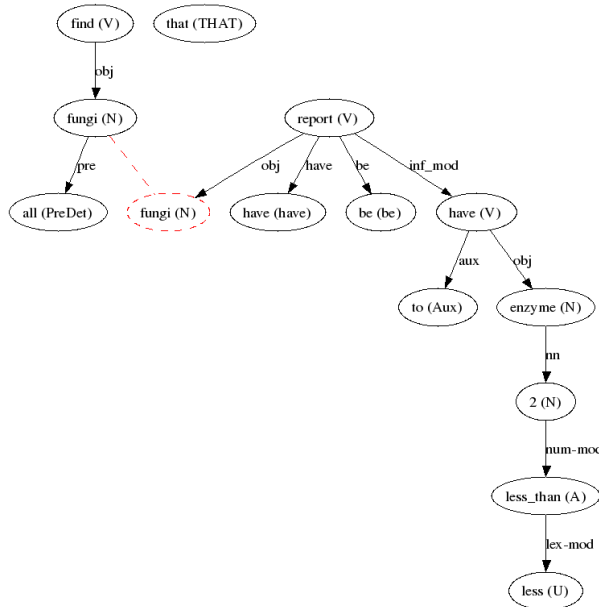 find (V)
that (THAT)
obj
fungi (N)
report (V)
pre
obj
have
be
inf_mod
all (PreDet)
fungi (N)
have (have)
be (be)
have (V)
aux
obj
to (Aux)
enzyme (N)
nn
2 (N)
num-mod
less_than (A)
lex-mod
less (U)